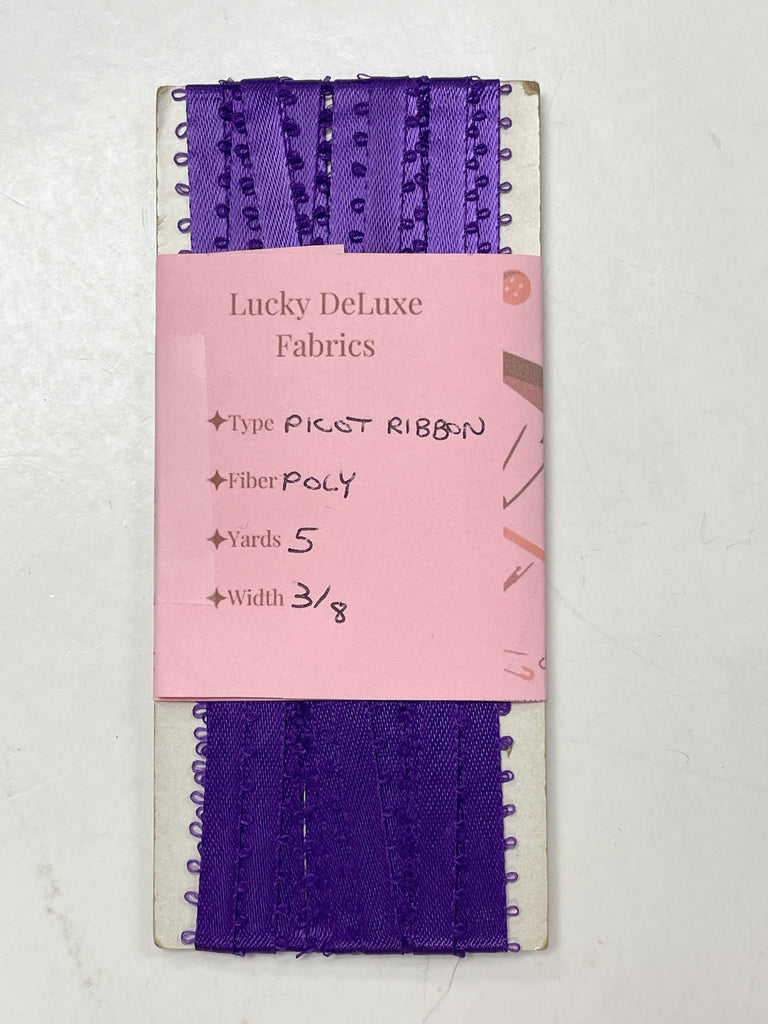 Lucky DeLuxe
Fabrics
Type PICOT RIBBON
Fiber POLY
Yards 5
Width 3/8